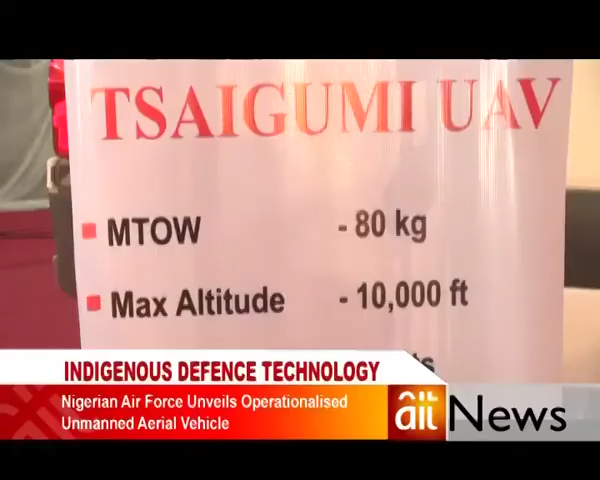 TSAIGUMI UAV
MTOW - 80 kg
Max Altitude - 10,000 ft
INDIGENOUS DEFENCE TECHNOLOGY
Nigerian Air Force Unveils Operationalised
Unmanned Aerial Vehicle
ait News